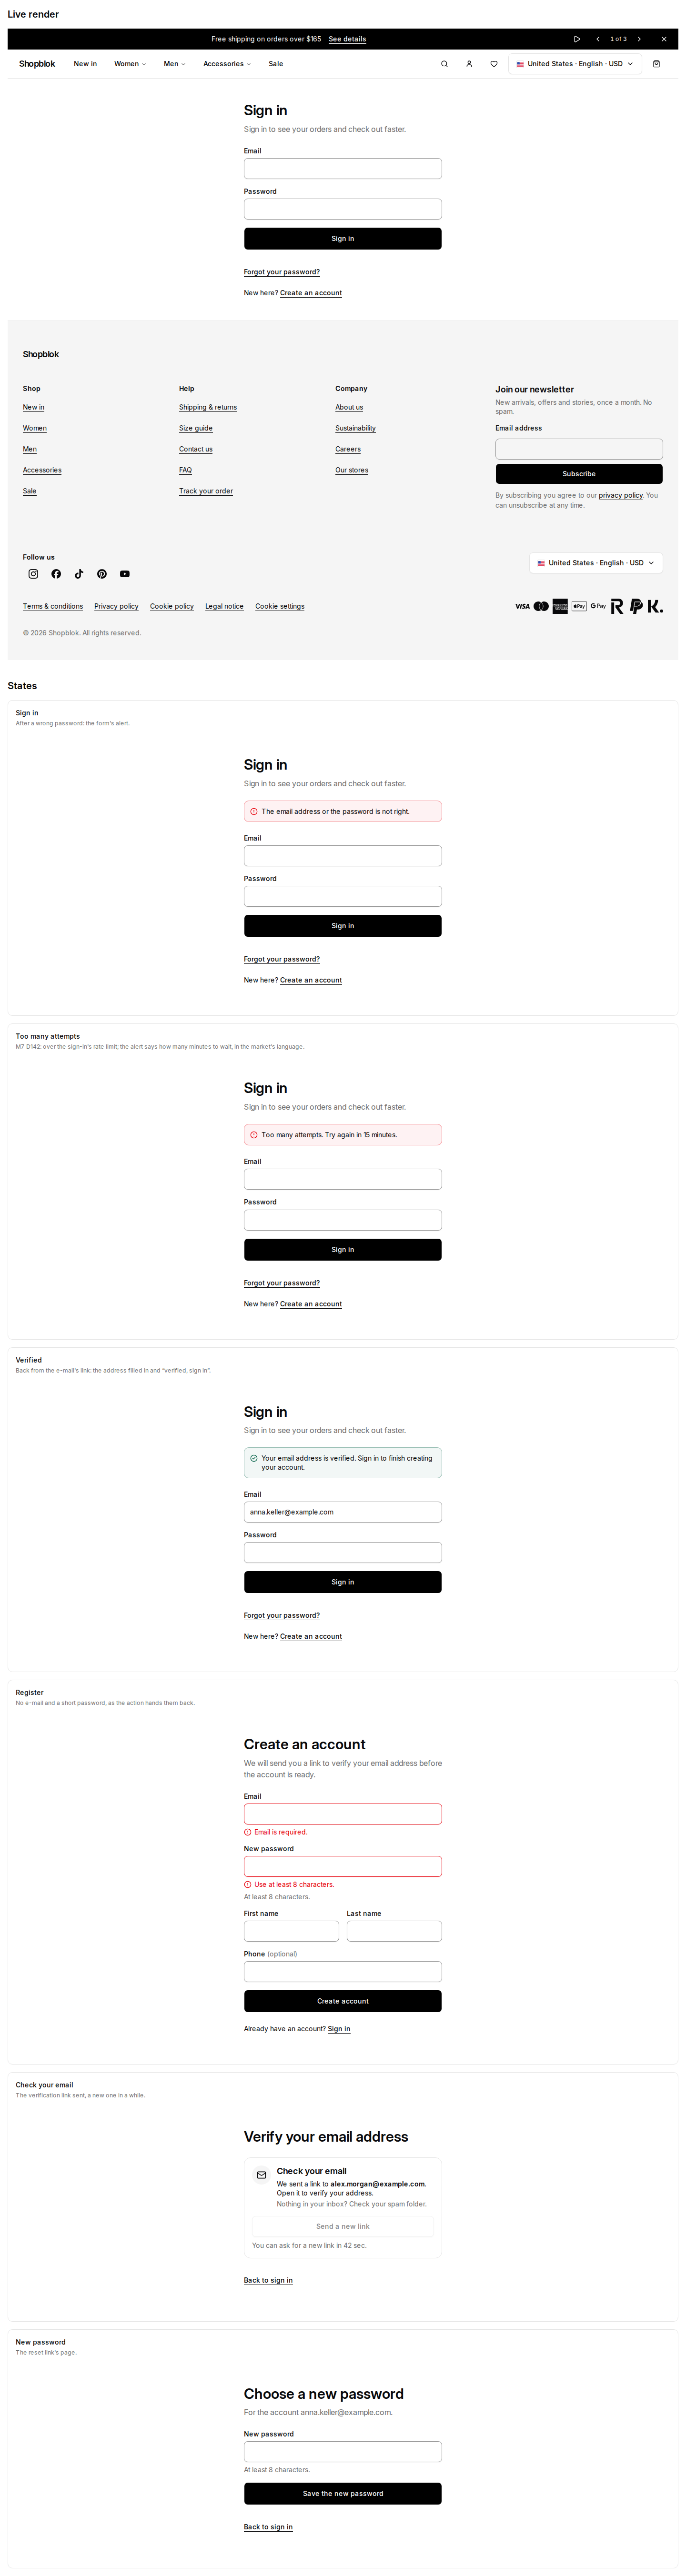 Live render
Free shipping on orders over $165 See details
1 of 3
Shopblok New in Women Men Accessories Sale United States · English · USD
Sign in
Sign in to see your orders and check out faster.
Email
Password
Sign in
Forgot your password?
New here? Create an account
Shopblok
Shop
New in
Women
Men
Accessories
Sale
Help
Shipping & returns
Size guide
Contact us
FAQ
Track your order
Company
About us
Sustainability
Careers
Our stores
Join our newsletter
New arrivals, offers and stories, once a month. No
spam.
Email address
Subscribe
By subscribing you agree to our privacy policy. You
can unsubscribe at any time.
Follow us
United States · English · USD
Terms & conditions Privacy policy Cookie policy Legal notice Cookie settings
VISA Pay G Pay K.
© 2026 Shopblok. All rights reserved.
States
Sign in
After a wrong password: the form's alert.
Sign in
Sign in to see your orders and check out faster.
The email address or the password is not right.
Email
Password
Sign in
Forgot your password?
New here? Create an account
Too many attempts
M7 D142: over the sign-in's rate limit; the alert says how many minutes to wait, in the market's language.
Sign in
Sign in to see your orders and check out faster.
Too many attempts. Try again in 15 minutes.
Email
Password
Sign in
Forgot your password?
New here? Create an account
Verified
Back from the e-mail's link: the address filled in and "verified, sign in".
Sign in
Sign in to see your orders and check out faster.
Your email address is verified. Sign in to finish creating
your account.
Email
anna.keller@example.com
Password
Sign in
Forgot your password?
New here? Create an account
Register
No e-mail and a short password, as the action hands them back.
Create an account
We will send you a link to verify your email address before
the account is ready.
Email
Email is required.
New password
Use at least 8 characters.
At least 8 characters.
First name Last name
Phone (optional)
Create account
Already have an account? Sign in
Check your email
The verification link sent, a new one in a while.
Verify your email address
Check your email
We sent a link to alex.morgan@example.com.
Open it to verify your address.
Nothing in your inbox? Check your spam folder.
Send a new link
You can ask for a new link in 42 sec.
Back to sign in
New password
The reset link's page.
Choose a new password
For the account anna.keller@example.com.
New password
At least 8 characters.
Save the new password
Back to sign in